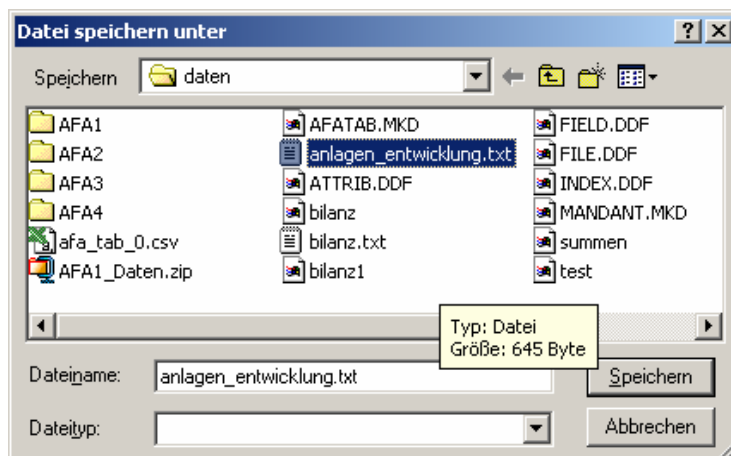 Datei speichern unter
Speichern
daten
AFA1
AFA2
AFA3
AFA4
afa_tab_0.csv
AFA1_Daten.zip
AFATAB.MKD
anlagen_entwicklung.txt
ATTRIB.DDF
bilanz
bilanz.txt
bilanz1
FIELD.DDF
FILE.DDF
INDEX.DDF
MANDANT.MKD
summen
test
Typ: Datei
Größe: 645 Byte
Dateiname:
anlagen_entwicklung.txt
Speichern
Dateityp:
Abbrechen